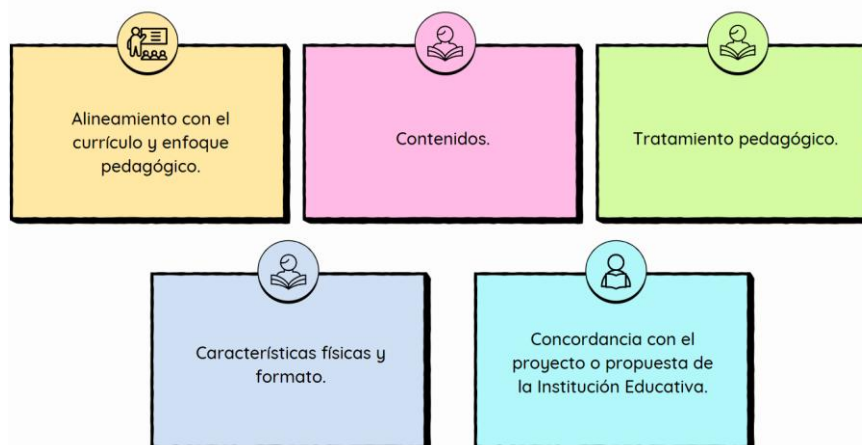 Alineamiento con el
currículo y enfoque
pedagógico.
Contenidos.
Tratamiento pedagógico.
Características físicas y
formato.
Concordancia con el
proyecto o propuesta de
la Institución Educativa.